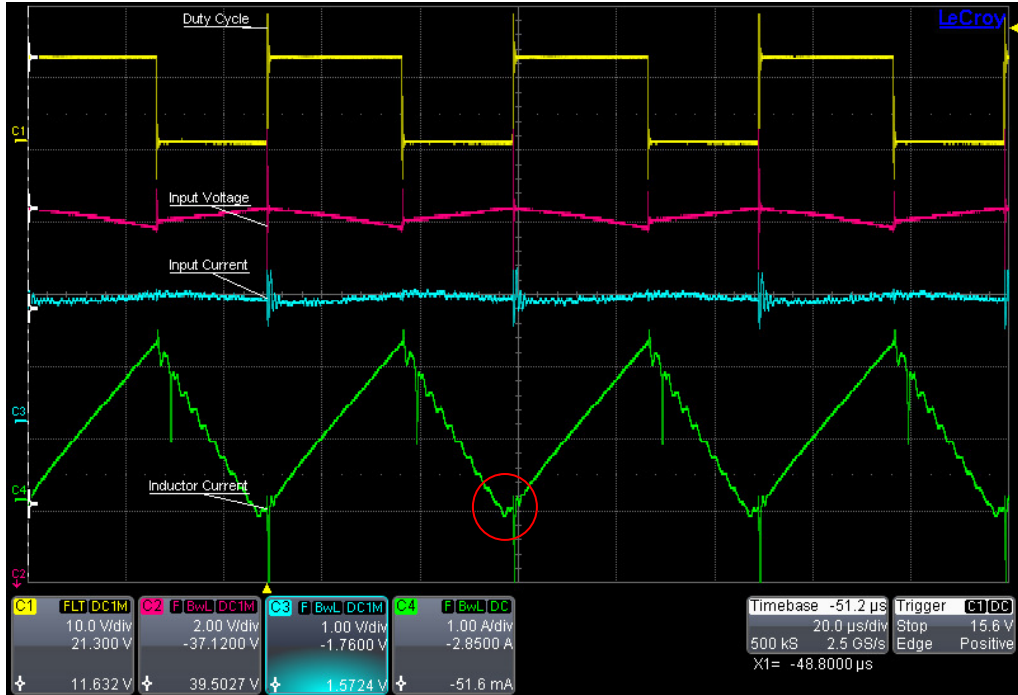 Duty Cycle
LeCroy
C1
Input Voltage
Input Current
C3
Inductor Current
C4
C2
C1 FLT DC1M
10.0 V/div
21.300 V
11.632 V
C2 F BwL DC1M
2.00 V/div
-37.1200 V
39.5027 V
C3 F BwL DC1M
1.00 V/div
-1.7600 V
1.5724 V
C4 F BwL DC
1.00 A/div
-2.8500 A
-51.6 mA
Timebase -51.2 µs
20.0 µs/div
500 kS 2.5 GS/s
Trigger C1 DC
Stop 15.6 V
Edge Positive
X1= -48.8000 µs